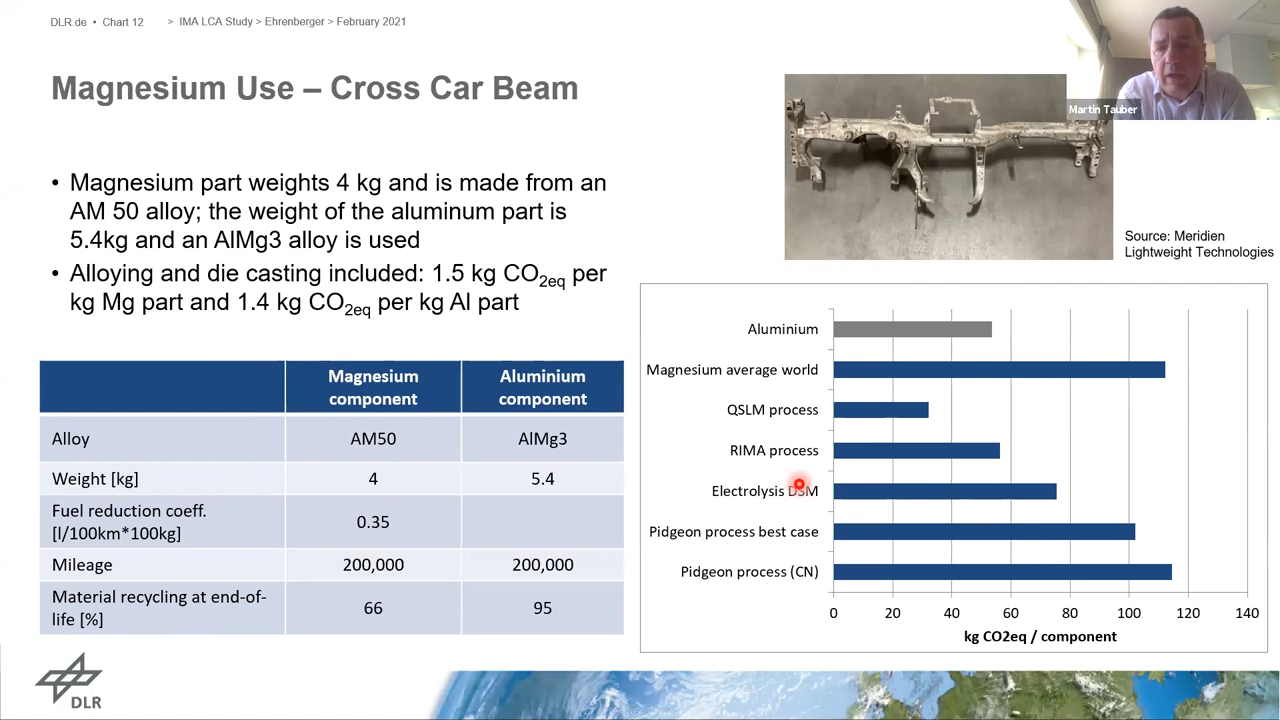 DLR.de • Chart 12 > IMA LCA Study > Ehrenberger > February 2021
Magnesium Use – Cross Car Beam
Martin Tauber
• Magnesium part weights 4 kg and is made from an
AM 50 alloy; the weight of the aluminum part is
5.4kg and an AlMg3 alloy is used
• Alloying and die casting included: 1.5 kg CO2eq per
kg Mg part and 1.4 kg CO2eq per kg Al part
Source: Meridien
Lightweight Technologies
Magnesium component Aluminium component
Alloy AM50 AlMg3
Weight [kg] 4 5.4
Fuel reduction coeff. [l/100km*100kg] 0.35
Mileage 200,000 200,000
Material recycling at end-of-life [%] 66 95
Aluminium
Magnesium average world
QSLM process
RIMA process
Electrolysis DSM
Pidgeon process best case
Pidgeon process (CN)
0 20 40 60 80 100 120 140
kg CO2eq / component
DLR